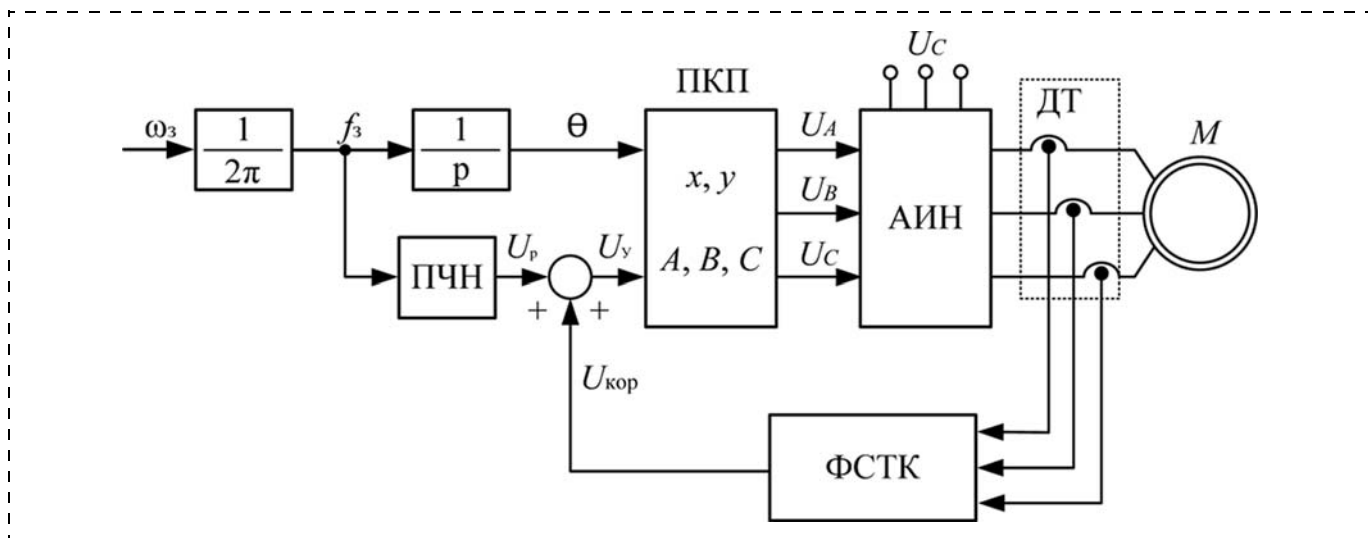 U_C
ПКП
ДТ
M
ω_з
1
2π
f_з
1
p
Θ
x, y
A, B, C
U_A
U_B
U_C
АИН
ПЧН
U_р
U_У
+
+
U_кор
ФСТК